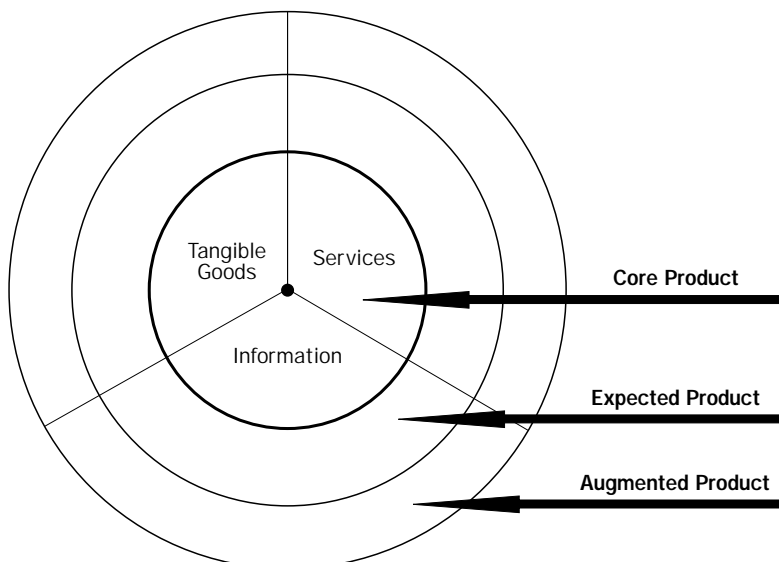 Tangible
Goods
Services
Information
Core Product
Expected Product
Augmented Product